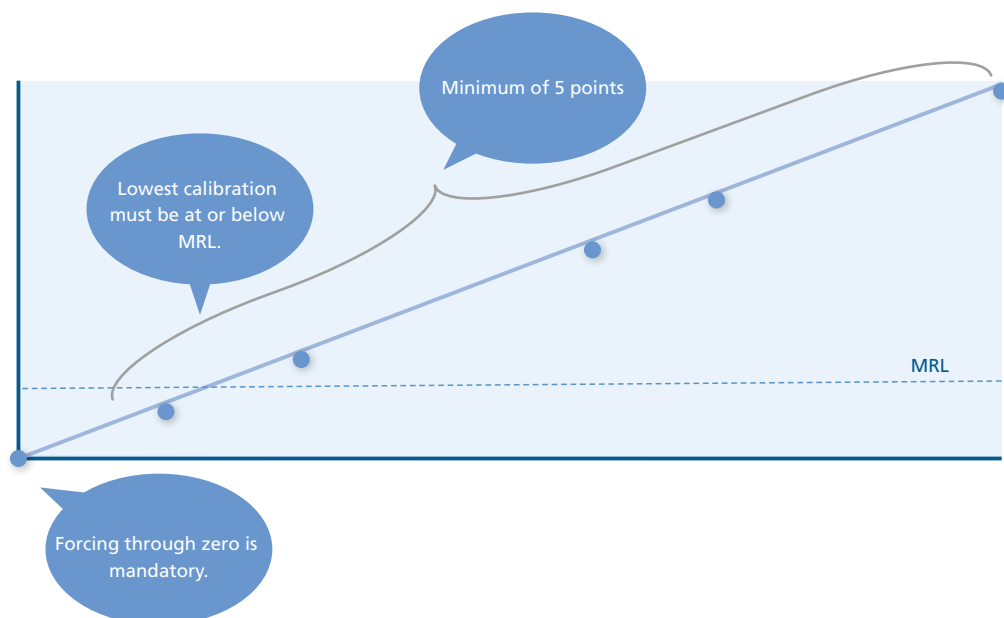 Minimum of 5 points
Lowest calibration
must be at or below
MRL.
MRL
Forcing through zero is
mandatory.